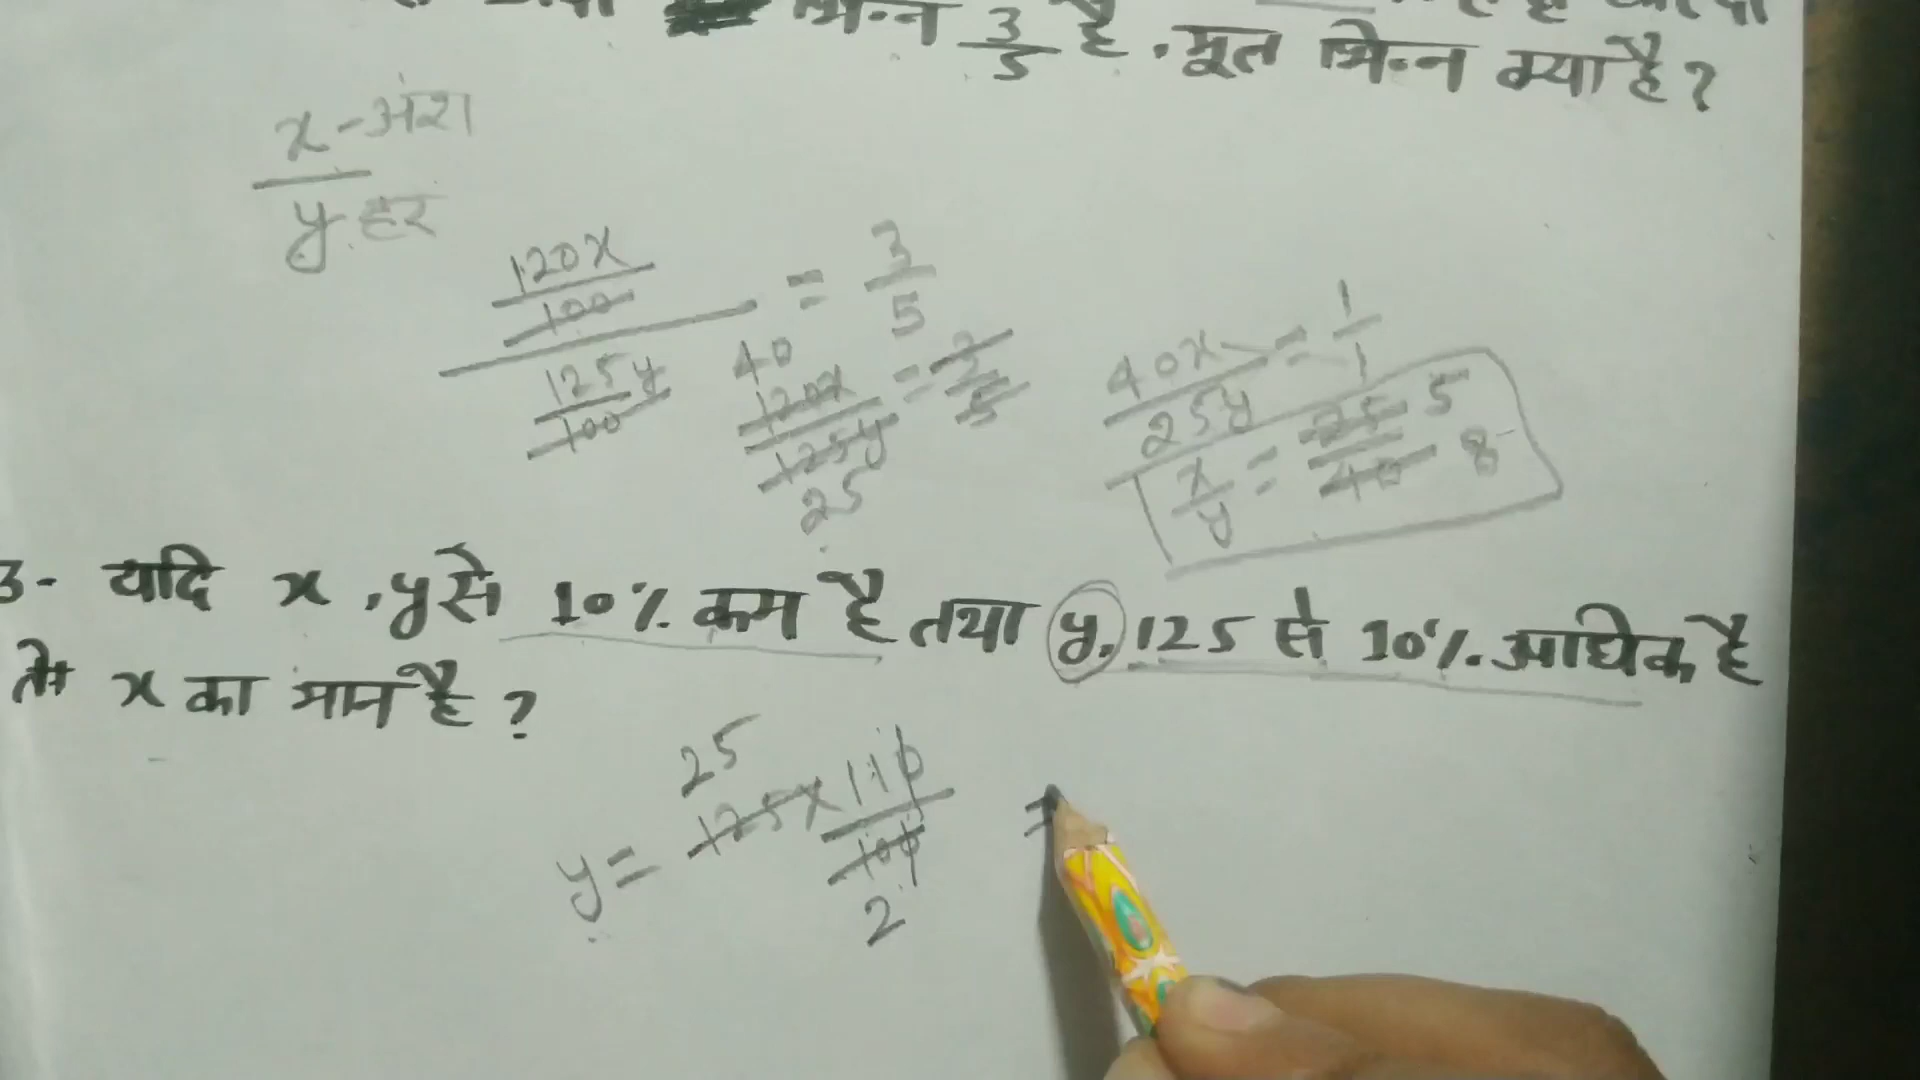 भिन्न 3/5 है, मूल भिन्न क्या है?
x - अंश
y हर
120x/100 / 125y/100 = 3/5
40
120x/125y = 3/5
25
40x/25y = 1/1
x/y = 25/40 5 8
3- यदि x, y से 10% कम है तथा y, 125 से 10% अधिक है
तो x का मान है?
25
y = 125 x 110/100 =
2